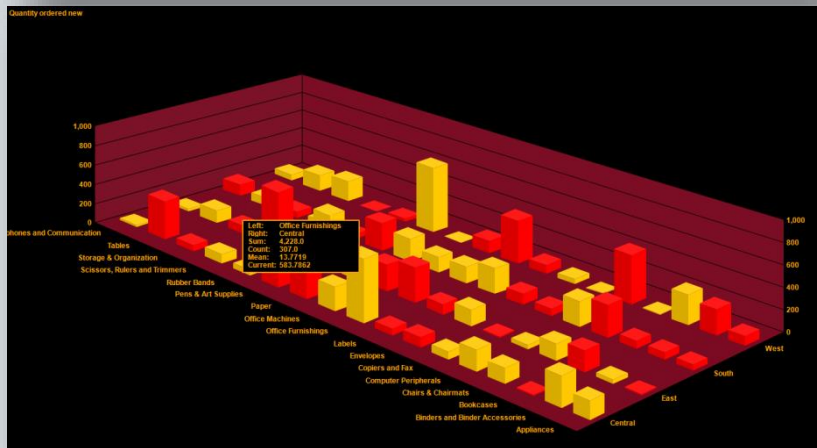 Quantity ordered new
1,000
800
600
400
200
0
phones and Communication
Tables
Storage & Organization
Scissors, Rulers and Trimmers
Rubber Bands
Pens & Art Supplies
Paper
Office Machines
Office Furnishings
Labels
Envelopes
Copiers and Fax
Computer Peripherals
Chairs & Chairmats
Bookcases
Binders and Binder Accessories
Appliances
Left: Office Furnishings
Right: Central
Sum: 4,228.0
Count: 307.0
Mean: 13.7719
Current: 583.7862
1,000
800
600
400
200
0
West
South
East
Central